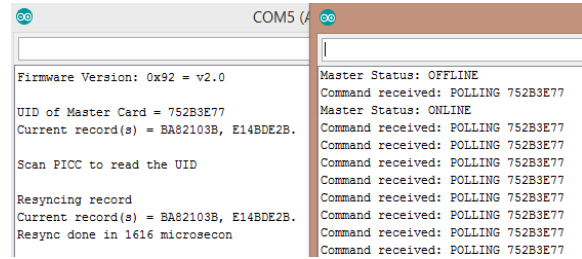 COM5 (A
Firmware Version: 0x92 = v2.0
UID of Master Card = 752B3E77
Current record(s) = BA82103B, E14BDE2B.
Scan PICC to read the UID
Resyncing record
Current record(s) = BA82103B, E14BDE2B.
Resync done in 1616 microsecon
Master Status: OFFLINE
Command received: POLLING 752B3E77
Master Status: ONLINE
Command received: POLLING 752B3E77
Command received: POLLING 752B3E77
Command received: POLLING 752B3E77
Command received: POLLING 752B3E77
Command received: POLLING 752B3E77
Command received: POLLING 752B3E77
Command received: POLLING 752B3E77
Command received: POLLING 752B3E77
Command received: POLLING 752B3E77
Command received: POLLING 752B3E77